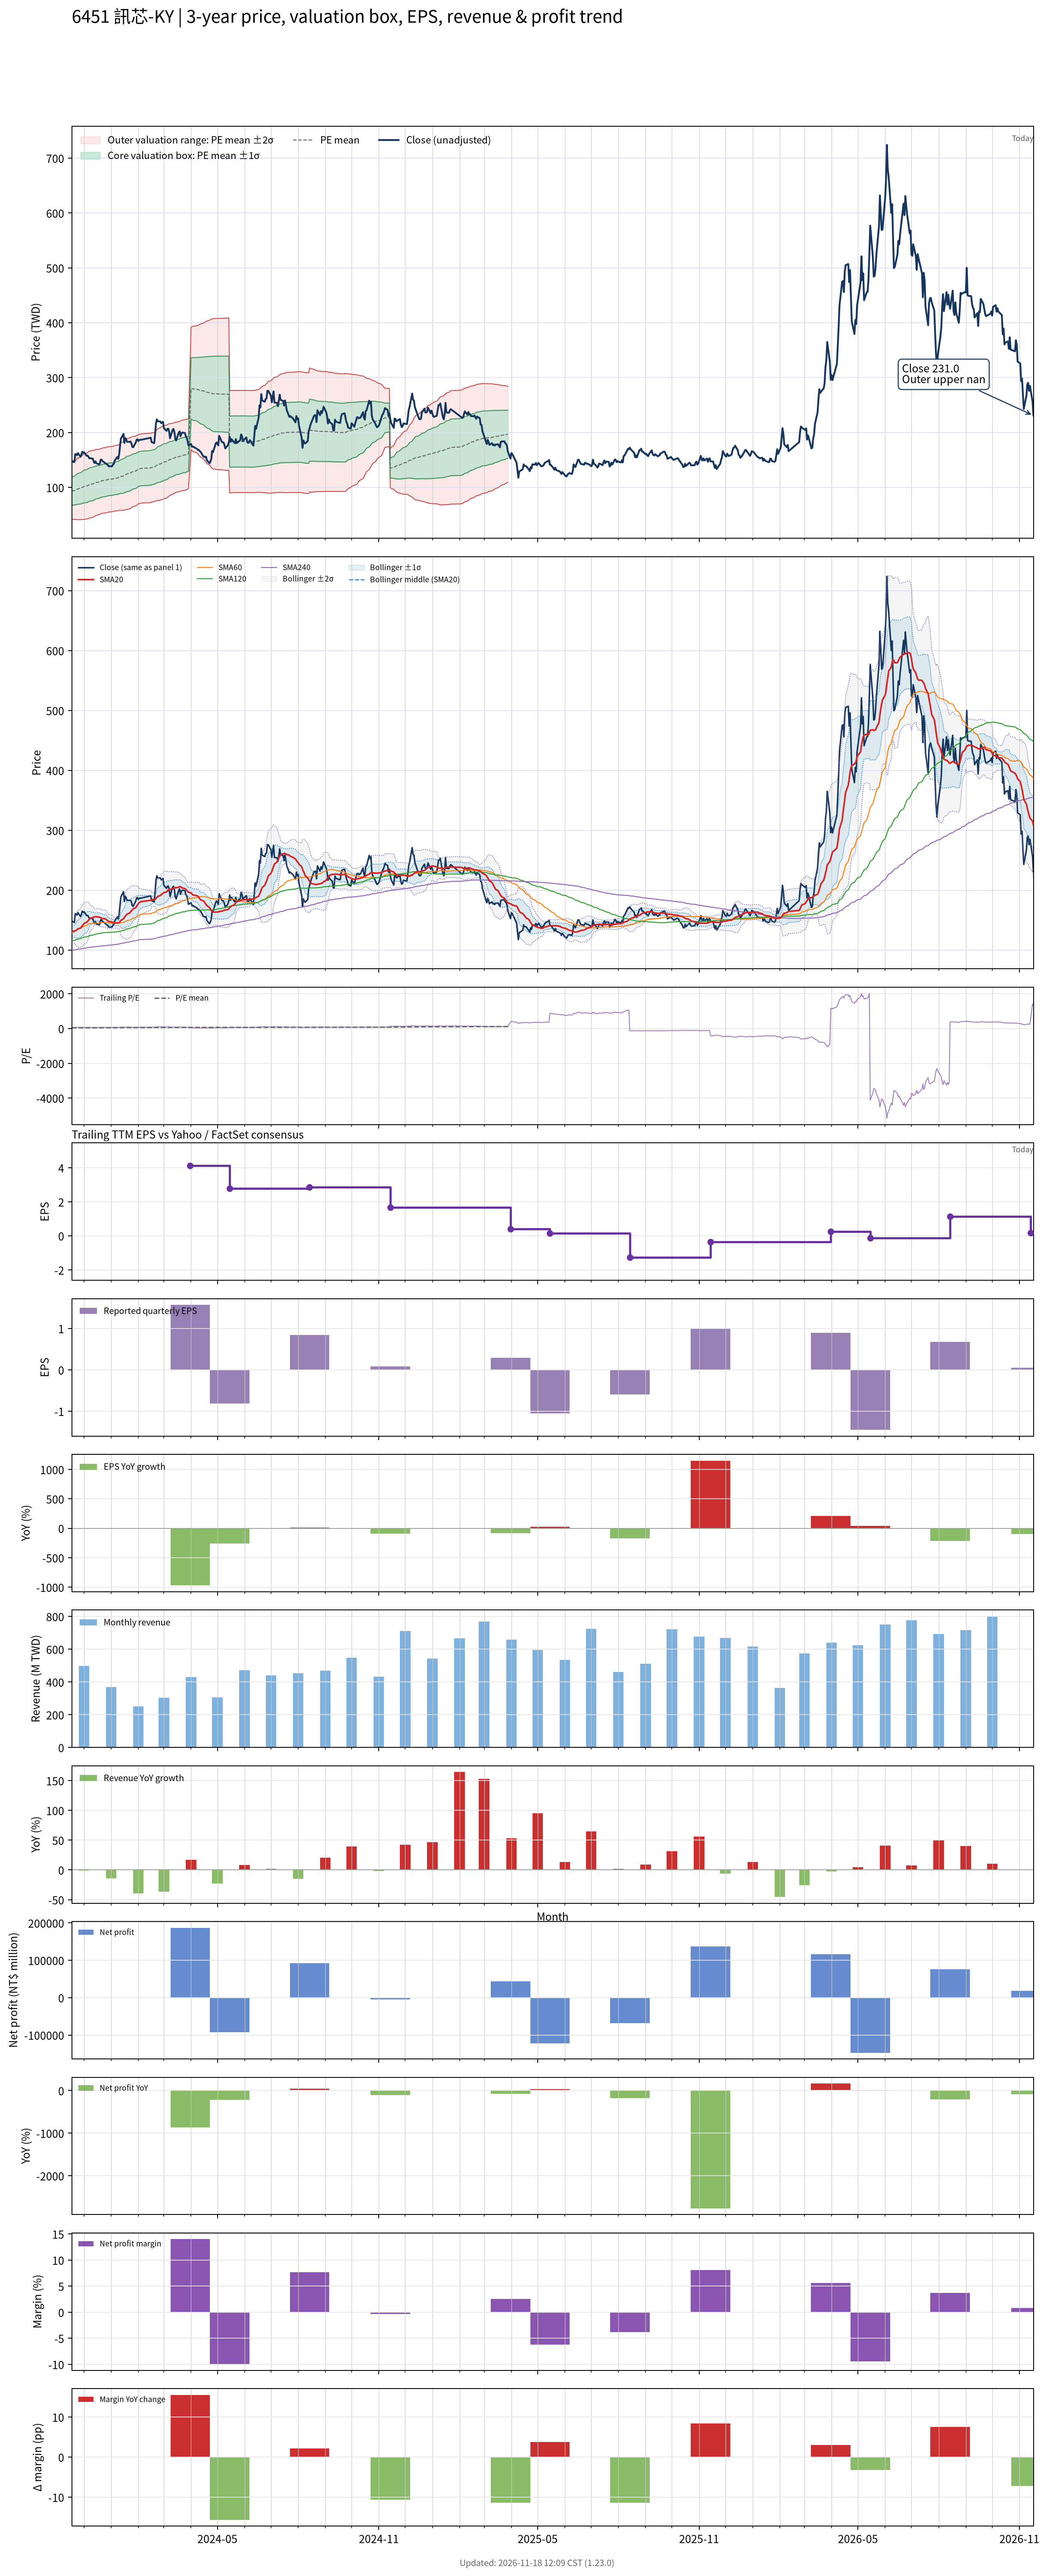 6451 訊芯-KY | 3-year price, valuation box, EPS, revenue & profit trend
Outer valuation range: PE mean ±2σ
PE mean
Close (unadjusted)
Core valuation box: PE mean ±1σ
Today
Price (TWD)
700
600
500
400
300
200
100
Close 231.0
Outer upper nan
Close (same as panel 1)
SMA20
SMA60
SMA120
SMA240
Bollinger ±2σ
Bollinger ±1σ
Bollinger middle (SMA20)
Price
700
600
500
400
300
200
100
Trailing P/E
P/E mean
P/E
2000
0
-2000
-4000
Trailing TTM EPS vs Yahoo / FactSet consensus
Today
EPS
4
2
0
-2
Reported quarterly EPS
EPS
1
0
-1
EPS YoY growth
YoY (%)
1000
500
0
-500
-1000
Monthly revenue
Revenue (M TWD)
800
600
400
200
0
Revenue YoY growth
YoY (%)
150
100
50
0
-50
Month
Net profit
Net profit (NT$ million)
200000
100000
0
-100000
Net profit YoY
YoY (%)
0
-1000
-2000
Net profit margin
Margin (%)
15
10
5
0
-5
-10
Margin YoY change
Δ margin (pp)
10
0
-10
2024-05
2024-11
2025-05
2025-11
2026-05
2026-11
Updated: 2026-11-18 12:09 CST (1.23.0)